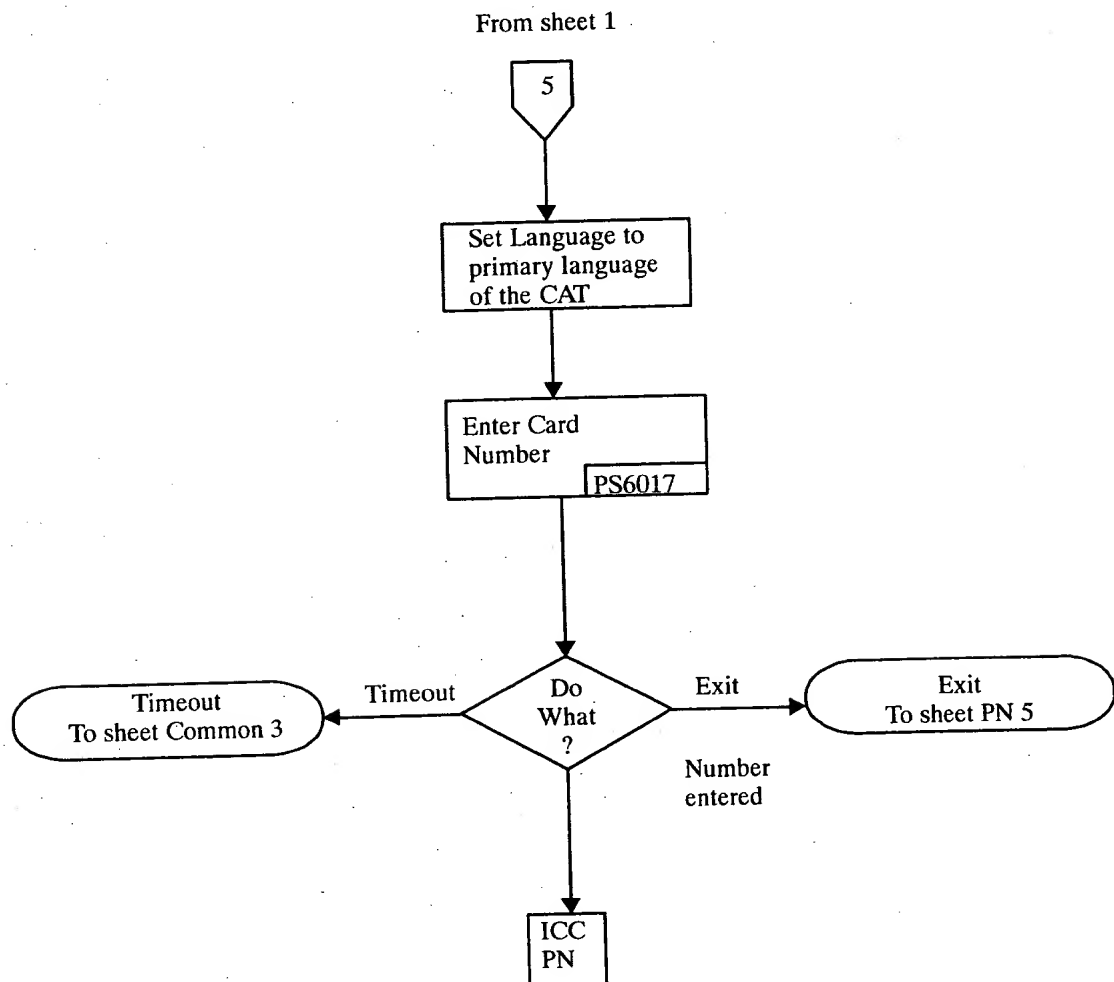 From sheet 1
5
Set Language to
primary language
of the CAT
Enter Card
Number
PS6017
Do
What
?
Timeout
Exit
Timeout
To sheet Common 3
Exit
To sheet PN 5
Number
entered
ICC
PN